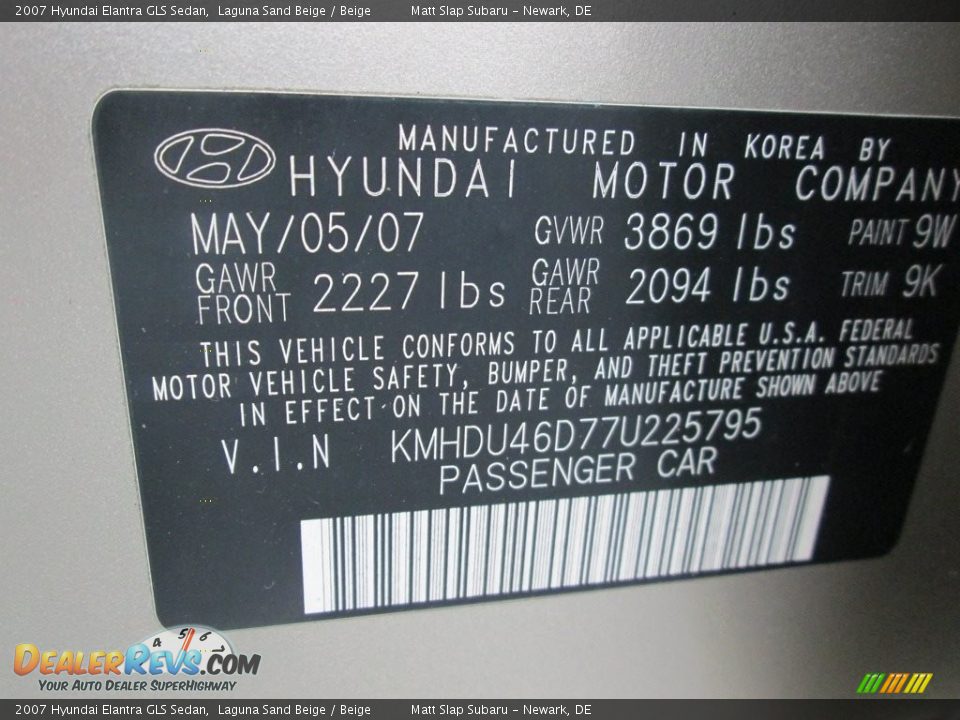 2007 Hyundai Elantra GLS Sedan, Laguna Sand Beige / Beige Matt Slap Subaru - Newark, DE
MANUFACTURED IN KOREA BY
HYUNDAI MOTOR COMPANY
MAY/05/07 GVWR 3869 lbs PAINT 9W
GAWR FRONT 2227 lbs GAWR REAR 2094 lbs TRIM 9K
THIS VEHICLE CONFORMS TO ALL APPLICABLE U.S.A. FEDERAL
MOTOR VEHICLE SAFETY, BUMPER, AND THEFT PREVENTION STANDARDS
IN EFFECT ON THE DATE OF MANUFACTURE SHOWN ABOVE
V.I.N KMHDU46D77U225795
PASSENGER CAR
4 5 6 7
DEALERREVS.COM
YOUR AUTO DEALER SUPERHIGHWAY
2007 Hyundai Elantra GLS Sedan, Laguna Sand Beige / Beige Matt Slap Subaru - Newark, DE